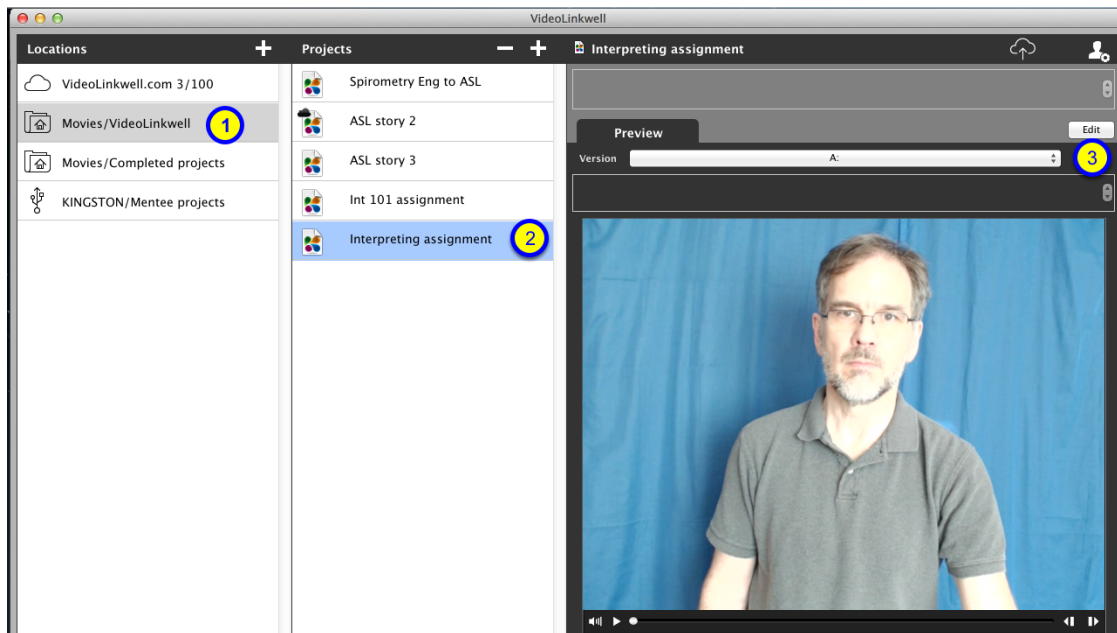 VideoLinkwell
Locations
VideoLinkwell.com 3/100
Movies/VideoLinkwell 1
Movies/Completed projects
KINGSTON/Mentee projects
Projects
Spirometry Eng to ASL
ASL story 2
ASL story 3
Int 101 assignment
Interpreting assignment 2
Interpreting assignment
Preview
Edit
Version A: 3